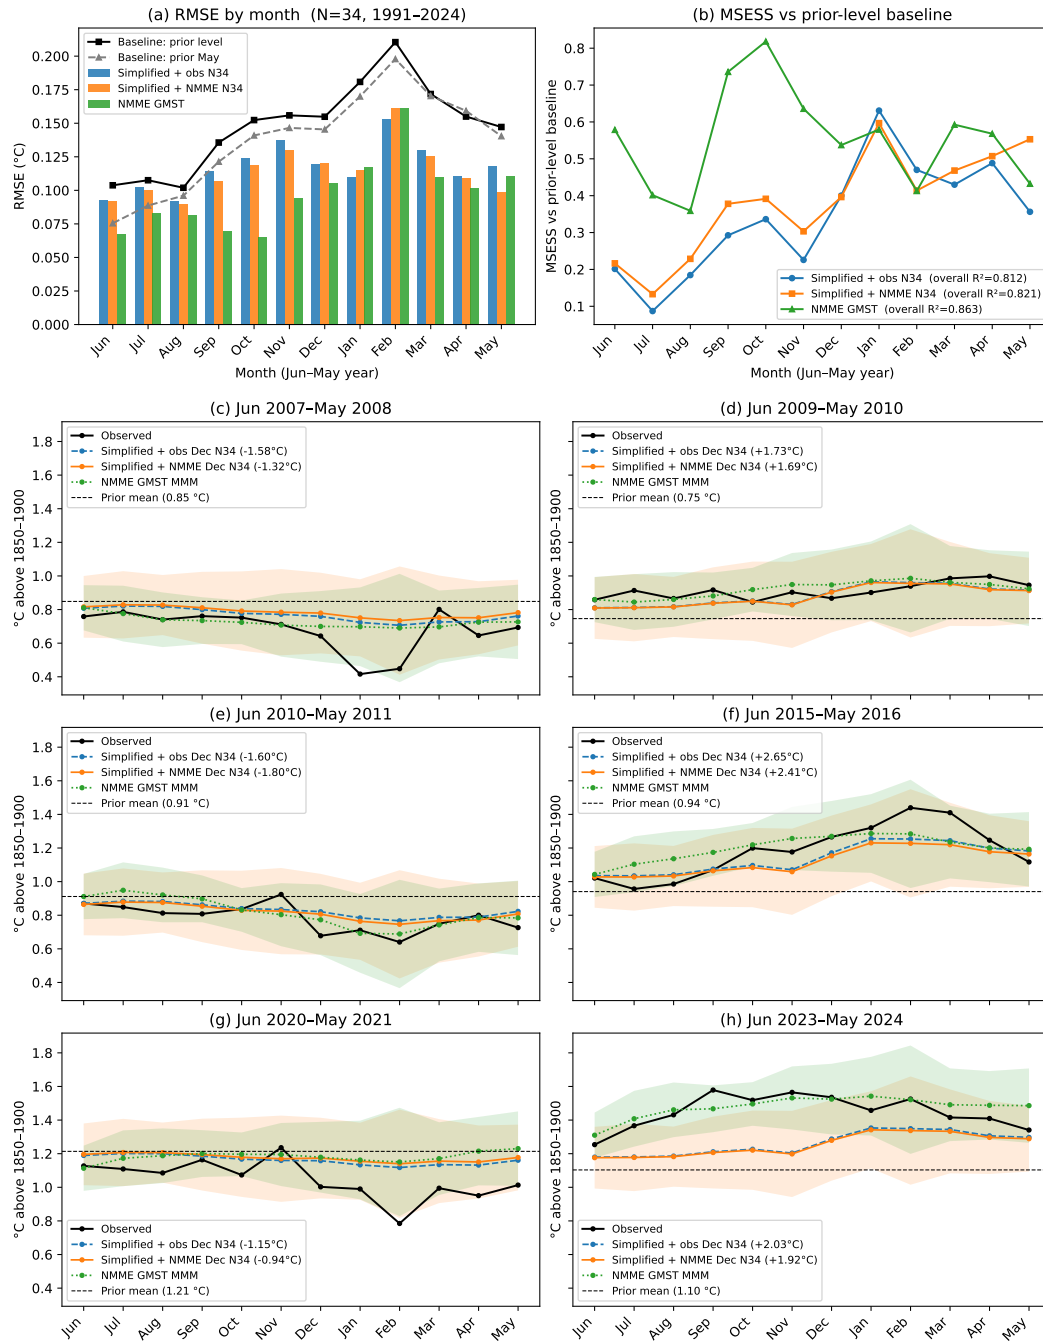 (a) RMSE by month  (N=34, 1991–2024)
RMSE (°C)
0.200
0.175
0.150
0.125
0.100
0.075
0.050
0.025
0.000
Baseline: prior level
Baseline: prior May
Simplified + obs N34
Simplified + NMME N34
NMME GMST
Jun
Jul
Aug
Sep
Oct
Nov
Dec
Jan
Feb
Mar
Apr
May
Month (Jun–May year)
(b) MSESS vs prior-level baseline
MSESS vs prior-level baseline
0.8
0.7
0.6
0.5
0.4
0.3
0.2
0.1
Simplified + obs N34  (overall R²=0.812)
Simplified + NMME N34  (overall R²=0.821)
NMME GMST  (overall R²=0.863)
Jun
Jul
Aug
Sep
Oct
Nov
Dec
Jan
Feb
Mar
Apr
May
Month (Jun–May year)
(c) Jun 2007–May 2008
°C above 1850–1900
1.8
1.6
1.4
1.2
1.0
0.8
0.6
0.4
Observed
Simplified + obs Dec N34 (-1.58°C)
Simplified + NMME Dec N34 (-1.32°C)
NMME GMST MMM
Prior mean (0.85 °C)
(d) Jun 2009–May 2010
°C above 1850–1900
Observed
Simplified + obs Dec N34 (+1.73°C)
Simplified + NMME Dec N34 (+1.69°C)
NMME GMST MMM
Prior mean (0.75 °C)
(e) Jun 2010–May 2011
°C above 1850–1900
1.8
1.6
1.4
1.2
1.0
0.8
0.6
0.4
Observed
Simplified + obs Dec N34 (-1.60°C)
Simplified + NMME Dec N34 (-1.80°C)
NMME GMST MMM
Prior mean (0.91 °C)
(f) Jun 2015–May 2016
°C above 1850–1900
Observed
Simplified + obs Dec N34 (+2.65°C)
Simplified + NMME Dec N34 (+2.41°C)
NMME GMST MMM
Prior mean (0.94 °C)
(g) Jun 2020–May 2021
°C above 1850–1900
1.8
1.6
1.4
1.2
1.0
0.8
0.6
0.4
Observed
Simplified + obs Dec N34 (-1.15°C)
Simplified + NMME Dec N34 (-0.94°C)
NMME GMST MMM
Prior mean (1.21 °C)
Jun
Jul
Aug
Sep
Oct
Nov
Dec
Jan
Feb
Mar
Apr
May
(h) Jun 2023–May 2024
°C above 1850–1900
Observed
Simplified + obs Dec N34 (+2.03°C)
Simplified + NMME Dec N34 (+1.92°C)
NMME GMST MMM
Prior mean (1.10 °C)
Jun
Jul
Aug
Sep
Oct
Nov
Dec
Jan
Feb
Mar
Apr
May